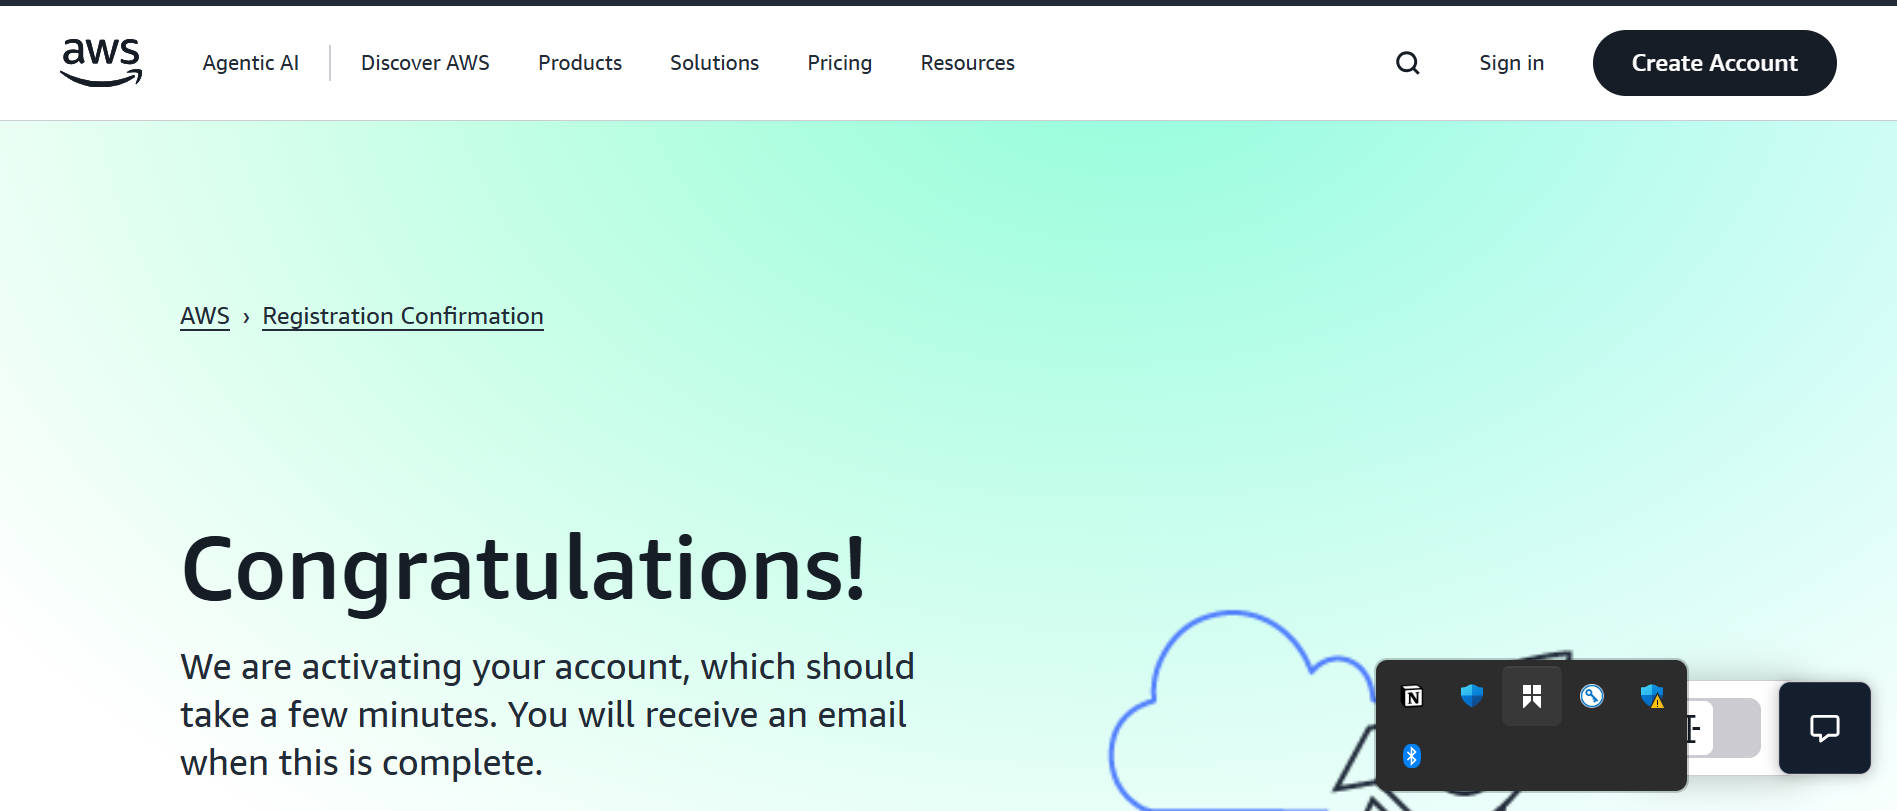 aws
Agentic AI
Discover AWS
Products
Solutions
Pricing
Resources
Sign in
Create Account
AWS › Registration Confirmation
Congratulations!
We are activating your account, which should
take a few minutes. You will receive an email
when this is complete.
N